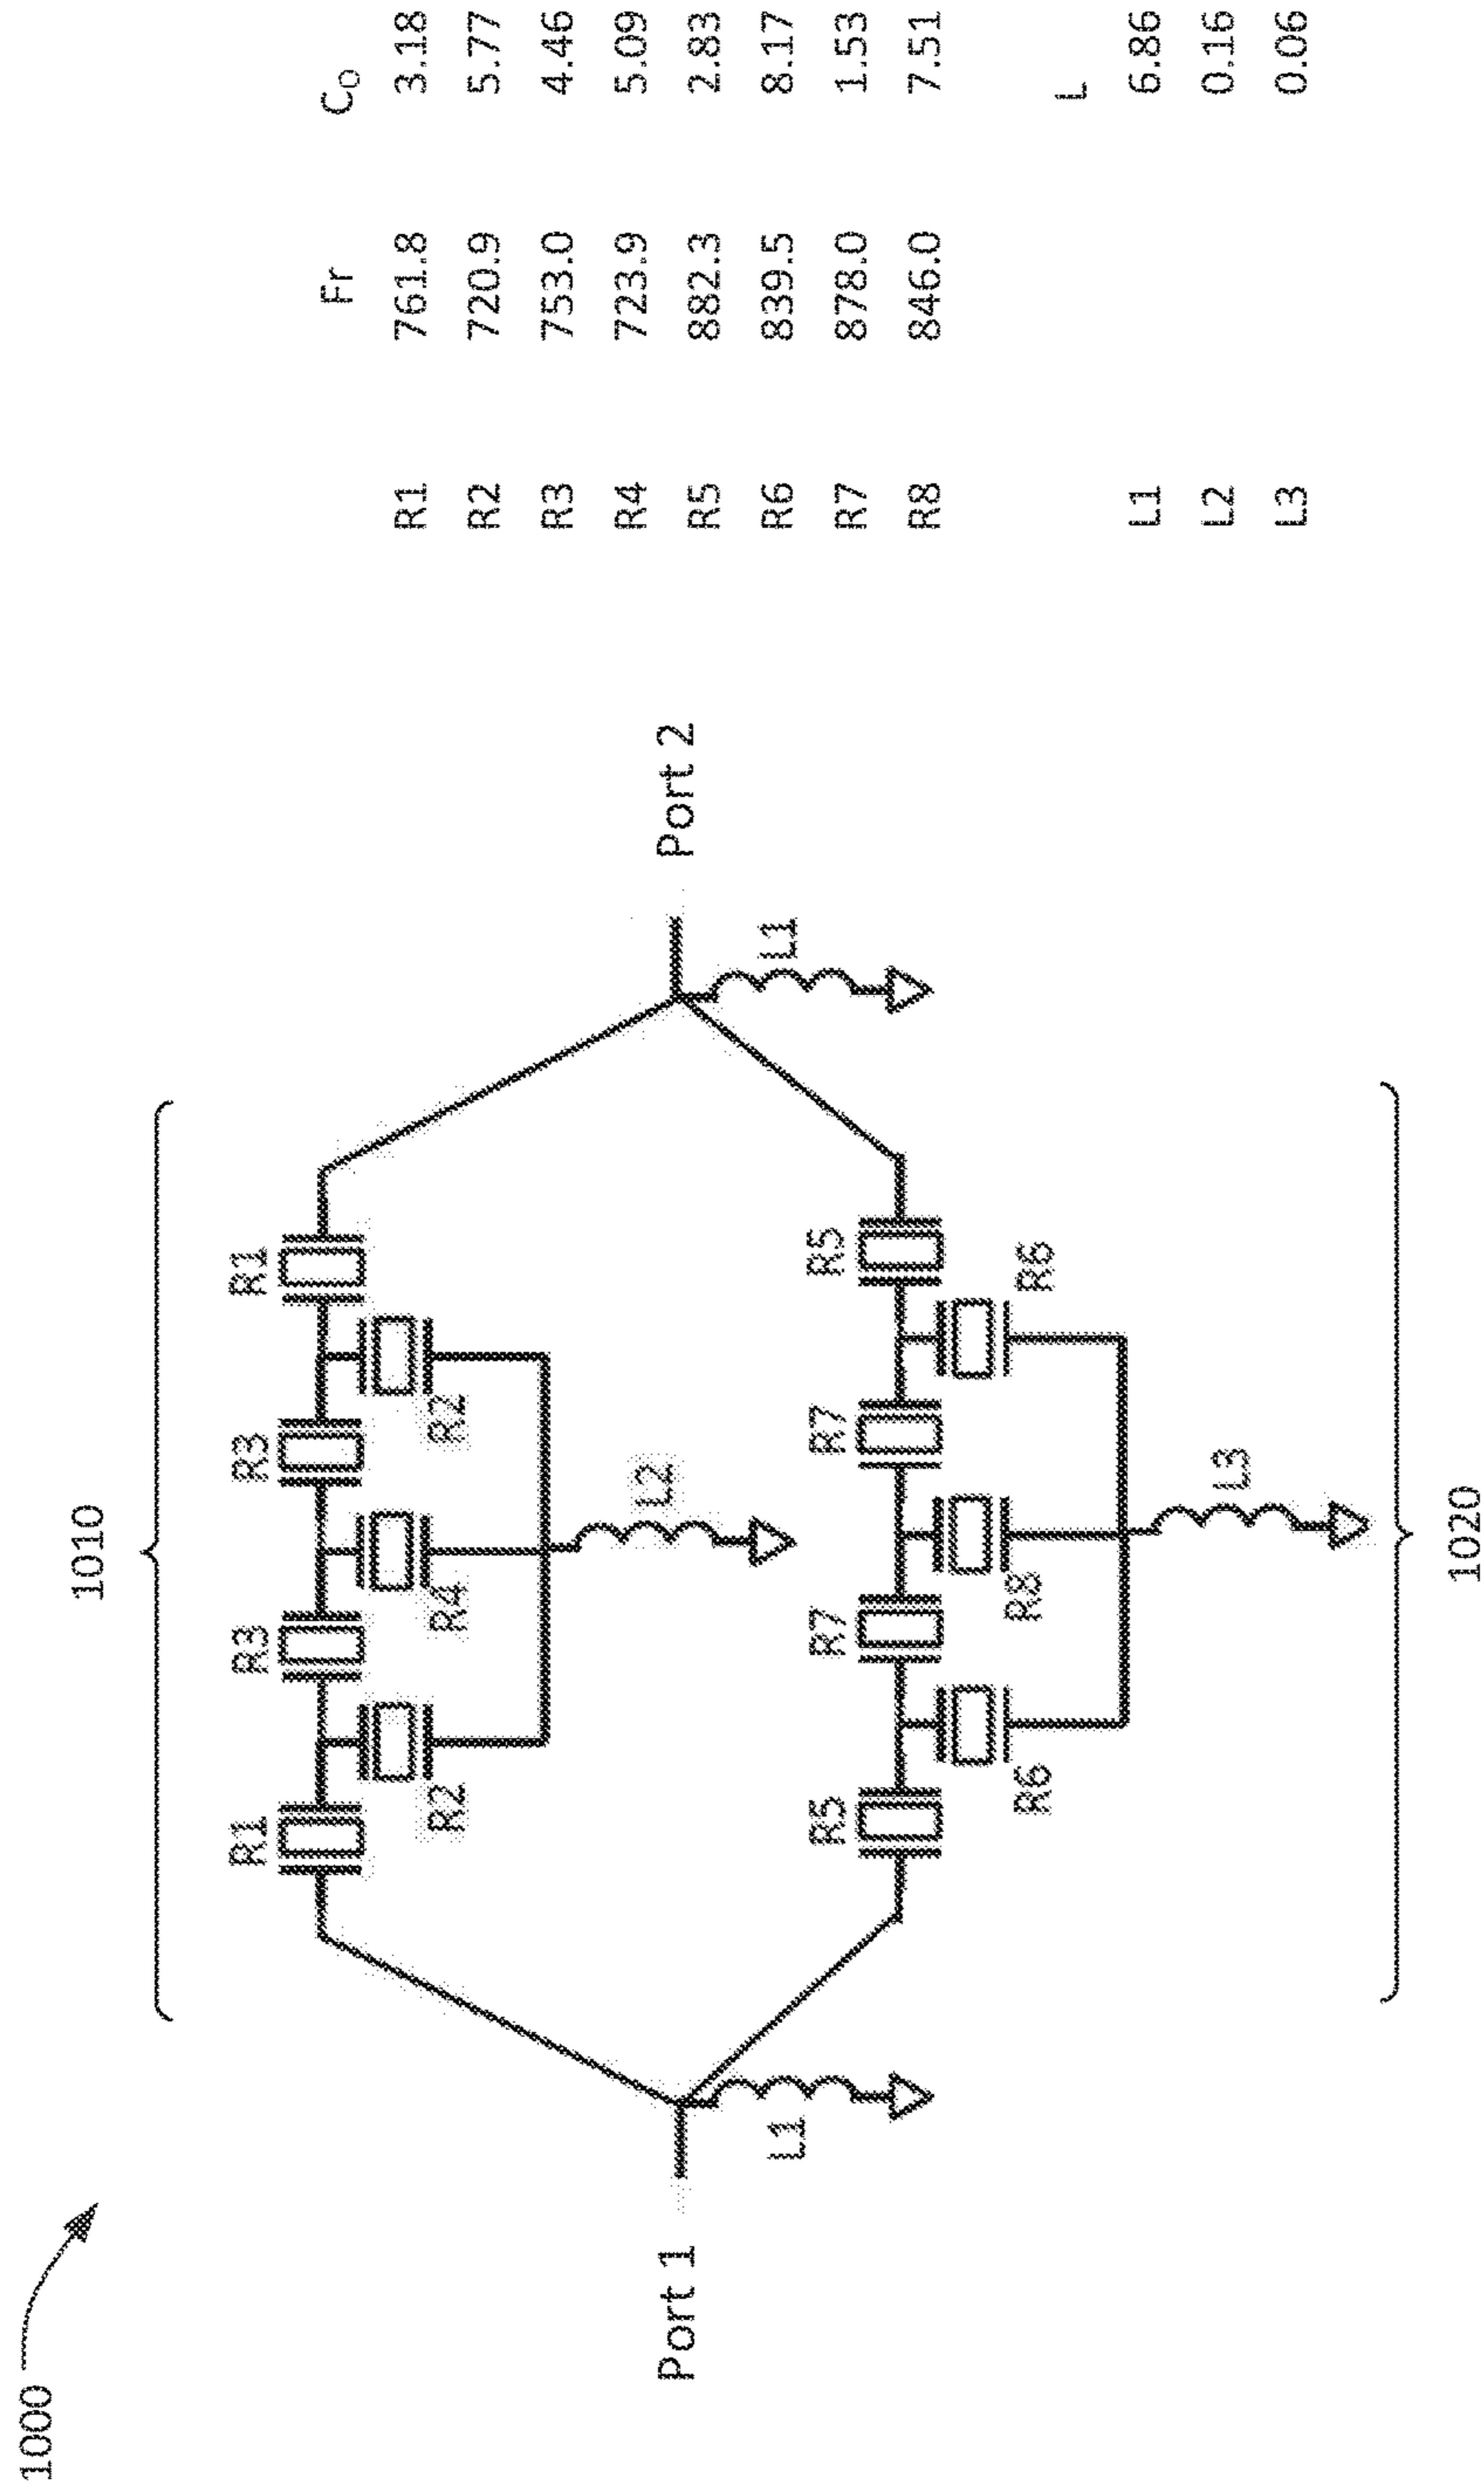 1000
1010
R1
R3
R3
R1
R2
R4
R2
L2
Port 1
Port 2
L1
L1
R5
R7
R7
R5
R6
R8
R6
L3
1020
Fr C₀
R1 761.8 3.18
R2 720.9 5.77
R3 753.0 4.46
R4 723.9 5.09
R5 882.3 2.83
R6 839.5 8.17
R7 878.0 1.53
R8 846.0 7.51
L
L1 6.86
L2 0.16
L3 0.06